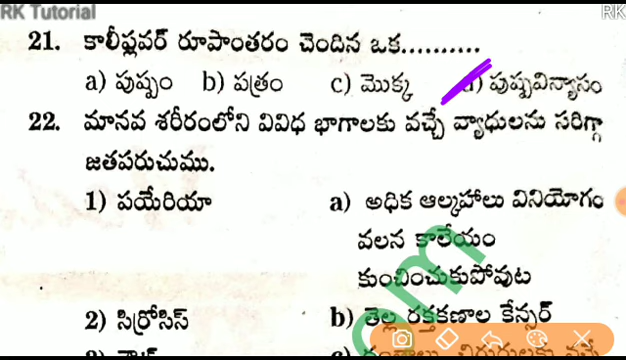 RK Tutorial
RK
21. కాలీఫ్లవర్ రూపాంతరం చెందిన ఒక..........
a) పుష్పం b) పత్రం c) మొక్క d) పుష్పవిన్యాసం
22. మానవ శరీరంలోని వివిధ భాగాలకు వచ్చే వ్యాధులను సరిగ్గా
జతపరుచుము.
1) పయేరియా a) అధిక ఆల్కహాలు వినియోగం
వలన కాలేయం
కుంచించుకుపోవుట
2) సిర్రోసిస్ b) తెల్ల రక్తకణాల కేన్సర్